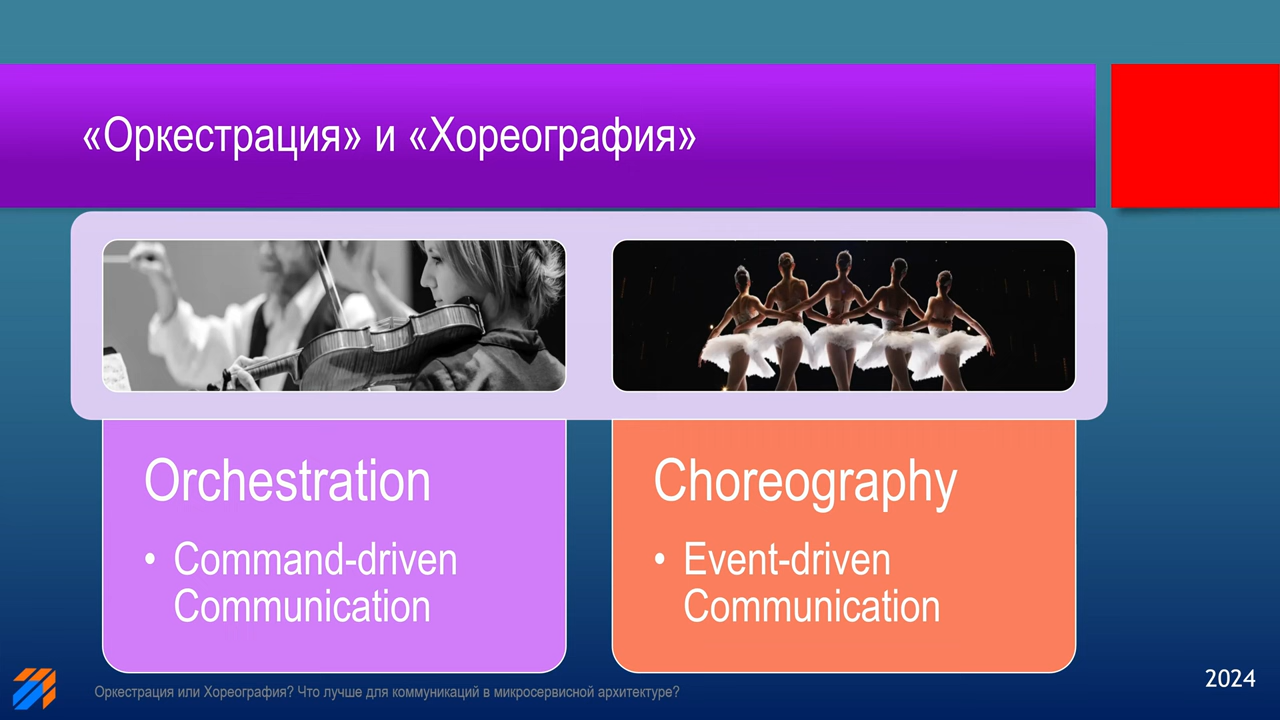 «Оркестрация» и «Хореография»
Orchestration
• Command-driven
Communication
Choreography
• Event-driven
Communication
Оркестрация или Хореография? Что лучше для коммуникаций в микросервисной архитектуре?
2024